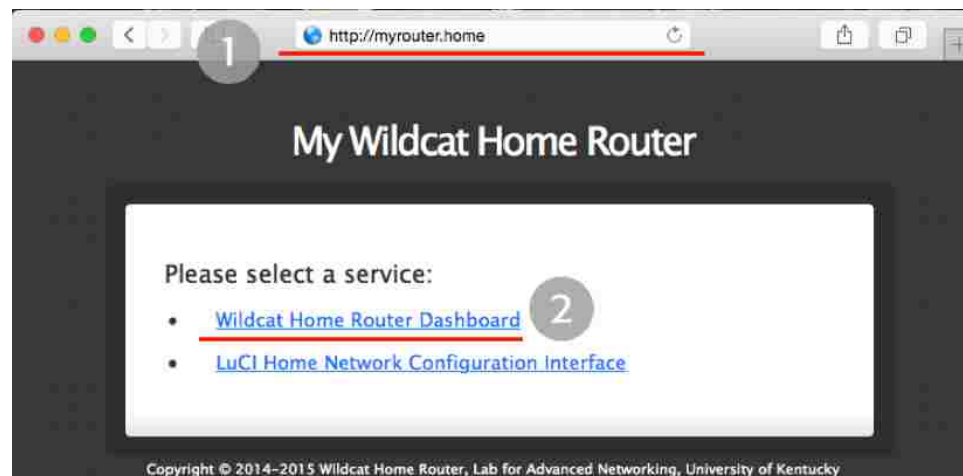 1
http://myrouter.home
My Wildcat Home Router
Please select a service:
• Wildcat Home Router Dashboard
2
• LuCI Home Network Configuration Interface
Copyright © 2014-2015 Wildcat Home Router, Lab for Advanced Networking, University of Kentucky